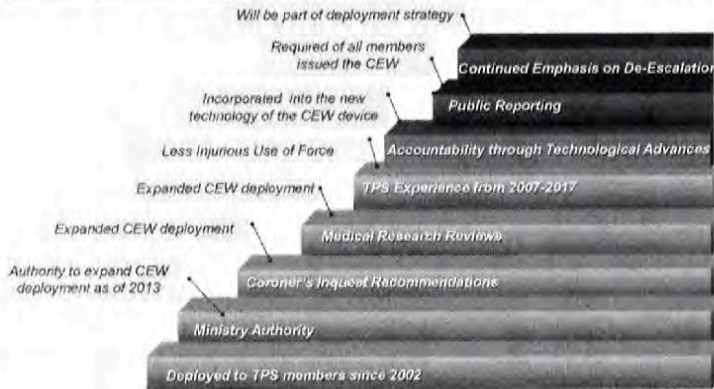 Will be part of deployment strategy
Continued Emphasis on De-Escalation
Required of all members
issued the CEW
Public Reporting
Incorporated into the new
technology of the CEW device
Accountability through Technological Advances
Less Injurious Use of Force
TPS Experience from 2007-2017
Expanded CEW deployment
Medical Research Reviews
Expanded CEW deployment
Coroner's Inquest Recommendations
Authority to expand CEW
deployment as of 2013
Ministry Authority
Deployed to TPS members since 2002